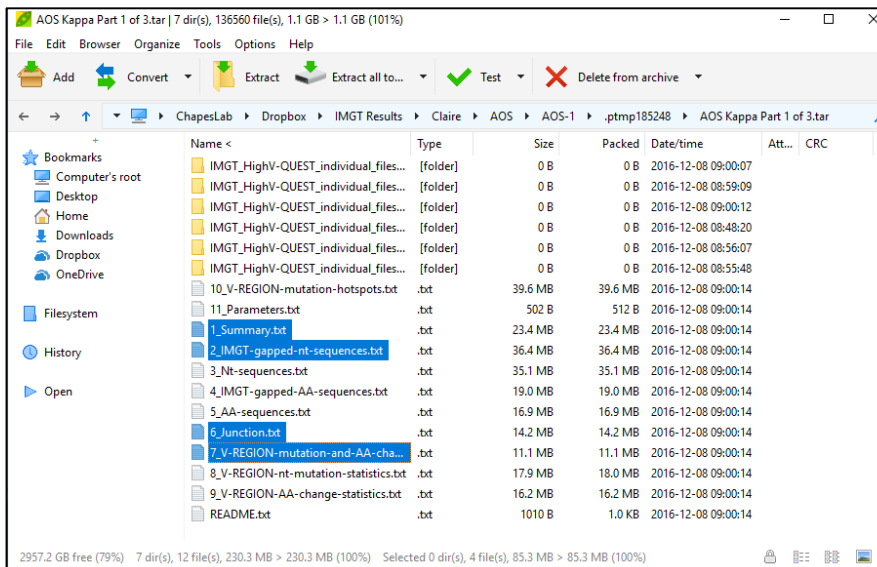 AOS Kappa Part 1 of 3.tar | 7 dir(s), 136560 file(s), 1.1 GB > 1.1 GB (101%)
File Edit Browser Organize Tools Options Help
Add Convert Extract Extract all to... Test Delete from archive
ChapesLab Dropbox IMGT Results Claire AOS AOS-1 .ptmp185248 AOS Kappa Part 1 of 3.tar
+
Bookmarks
Computer's root
Desktop
Home
Downloads
Dropbox
OneDrive
Filesystem
History
Open
Name < Type Size Packed Date/time Att... CRC
IMGT_HighV-QUEST_individual_files... [folder] 0 B 0 B 2016-12-08 09:00:07
IMGT_HighV-QUEST_individual_files... [folder] 0 B 0 B 2016-12-08 08:59:09
IMGT_HighV-QUEST_individual_files... [folder] 0 B 0 B 2016-12-08 09:00:12
IMGT_HighV-QUEST_individual_files... [folder] 0 B 0 B 2016-12-08 08:48:20
IMGT_HighV-QUEST_individual_files... [folder] 0 B 0 B 2016-12-08 08:56:07
IMGT_HighV-QUEST_individual_files... [folder] 0 B 0 B 2016-12-08 08:55:48
10_V-REGION-mutation-hotspots.txt .txt 39.6 MB 39.6 MB 2016-12-08 09:00:14
11_Parameters.txt .txt 502 B 512 B 2016-12-08 09:00:14
1_Summary.txt .txt 23.4 MB 23.4 MB 2016-12-08 09:00:14
2_IMGT-gapped-nt-sequences.txt .txt 36.4 MB 36.4 MB 2016-12-08 09:00:14
3_Nt-sequences.txt .txt 35.1 MB 35.1 MB 2016-12-08 09:00:14
4_IMGT-gapped-AA-sequences.txt .txt 19.0 MB 19.0 MB 2016-12-08 09:00:14
5_AA-sequences.txt .txt 16.9 MB 16.9 MB 2016-12-08 09:00:14
6_Junction.txt .txt 14.2 MB 14.2 MB 2016-12-08 09:00:14
7_V-REGION-mutation-and-AA-cha... .txt 11.1 MB 11.1 MB 2016-12-08 09:00:14
8_V-REGION-nt-mutation-statistics.txt .txt 17.9 MB 18.0 MB 2016-12-08 09:00:14
9_V-REGION-AA-change-statistics.txt .txt 16.2 MB 16.2 MB 2016-12-08 09:00:14
README.txt .txt 1010 B 1.0 KB 2016-12-08 09:00:14
2957.2 GB free (79%) 7 dir(s), 12 file(s), 230.3 MB > 230.3 MB (100%) Selected 0 dir(s), 4 file(s), 85.3 MB > 85.3 MB (100%)